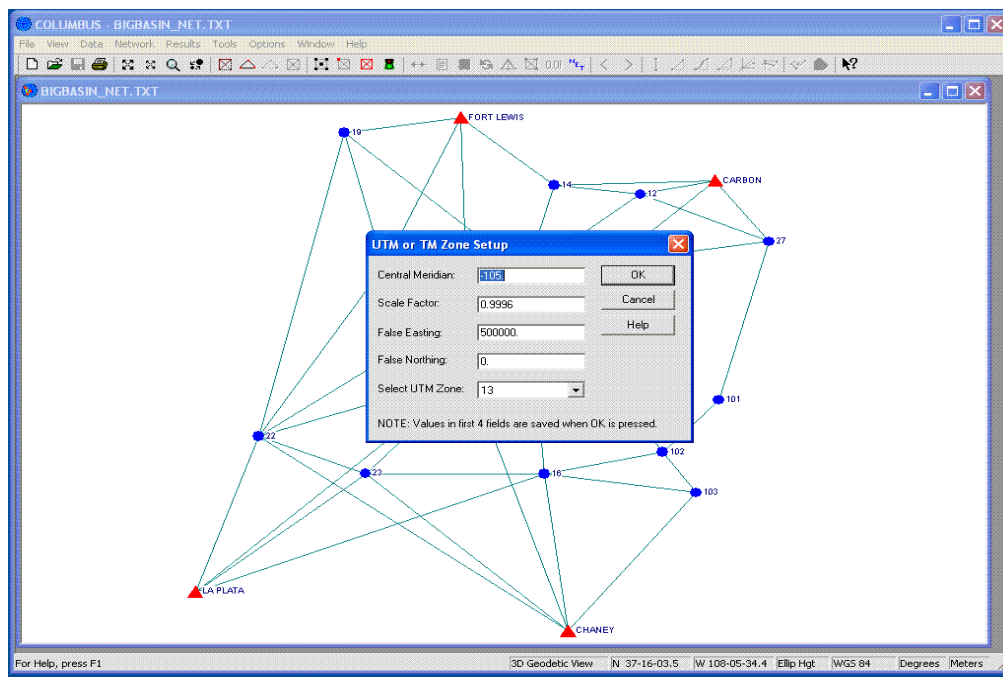 COLUMBUS - BIGBASIN_NET.TXT
File View Data Network Results Tools Options Window Help
0.01 NET
BIGBASIN_NET.TXT
FORT LEWIS
19
CARBON
14
12
27
UTM or TM Zone Setup
Central Meridian: -105. OK
Scale Factor: 0.9996 Cancel
False Easting: 500000. Help
False Northing: 0.
Select UTM Zone: 13
NOTE: Values in first 4 fields are saved when OK is pressed.
101
22
102
23
16
103
LA PLATA
CHANEY
For Help, press F1 3D Geodetic View N 37-16-03.5 W 108-05-34.4 Ellip Hgt WGS 84 Degrees Meters